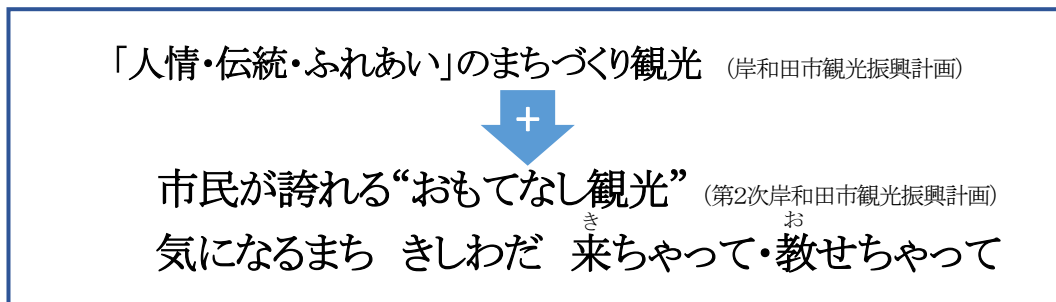 「人情・伝統・ふれあい」のまちづくり観光 （岸和田市観光振興計画）
+
市民が誇れる“おもてなし観光” （第2次岸和田市観光振興計画）
き お
気になるまち きしわだ 来ちゃって・教せちゃって